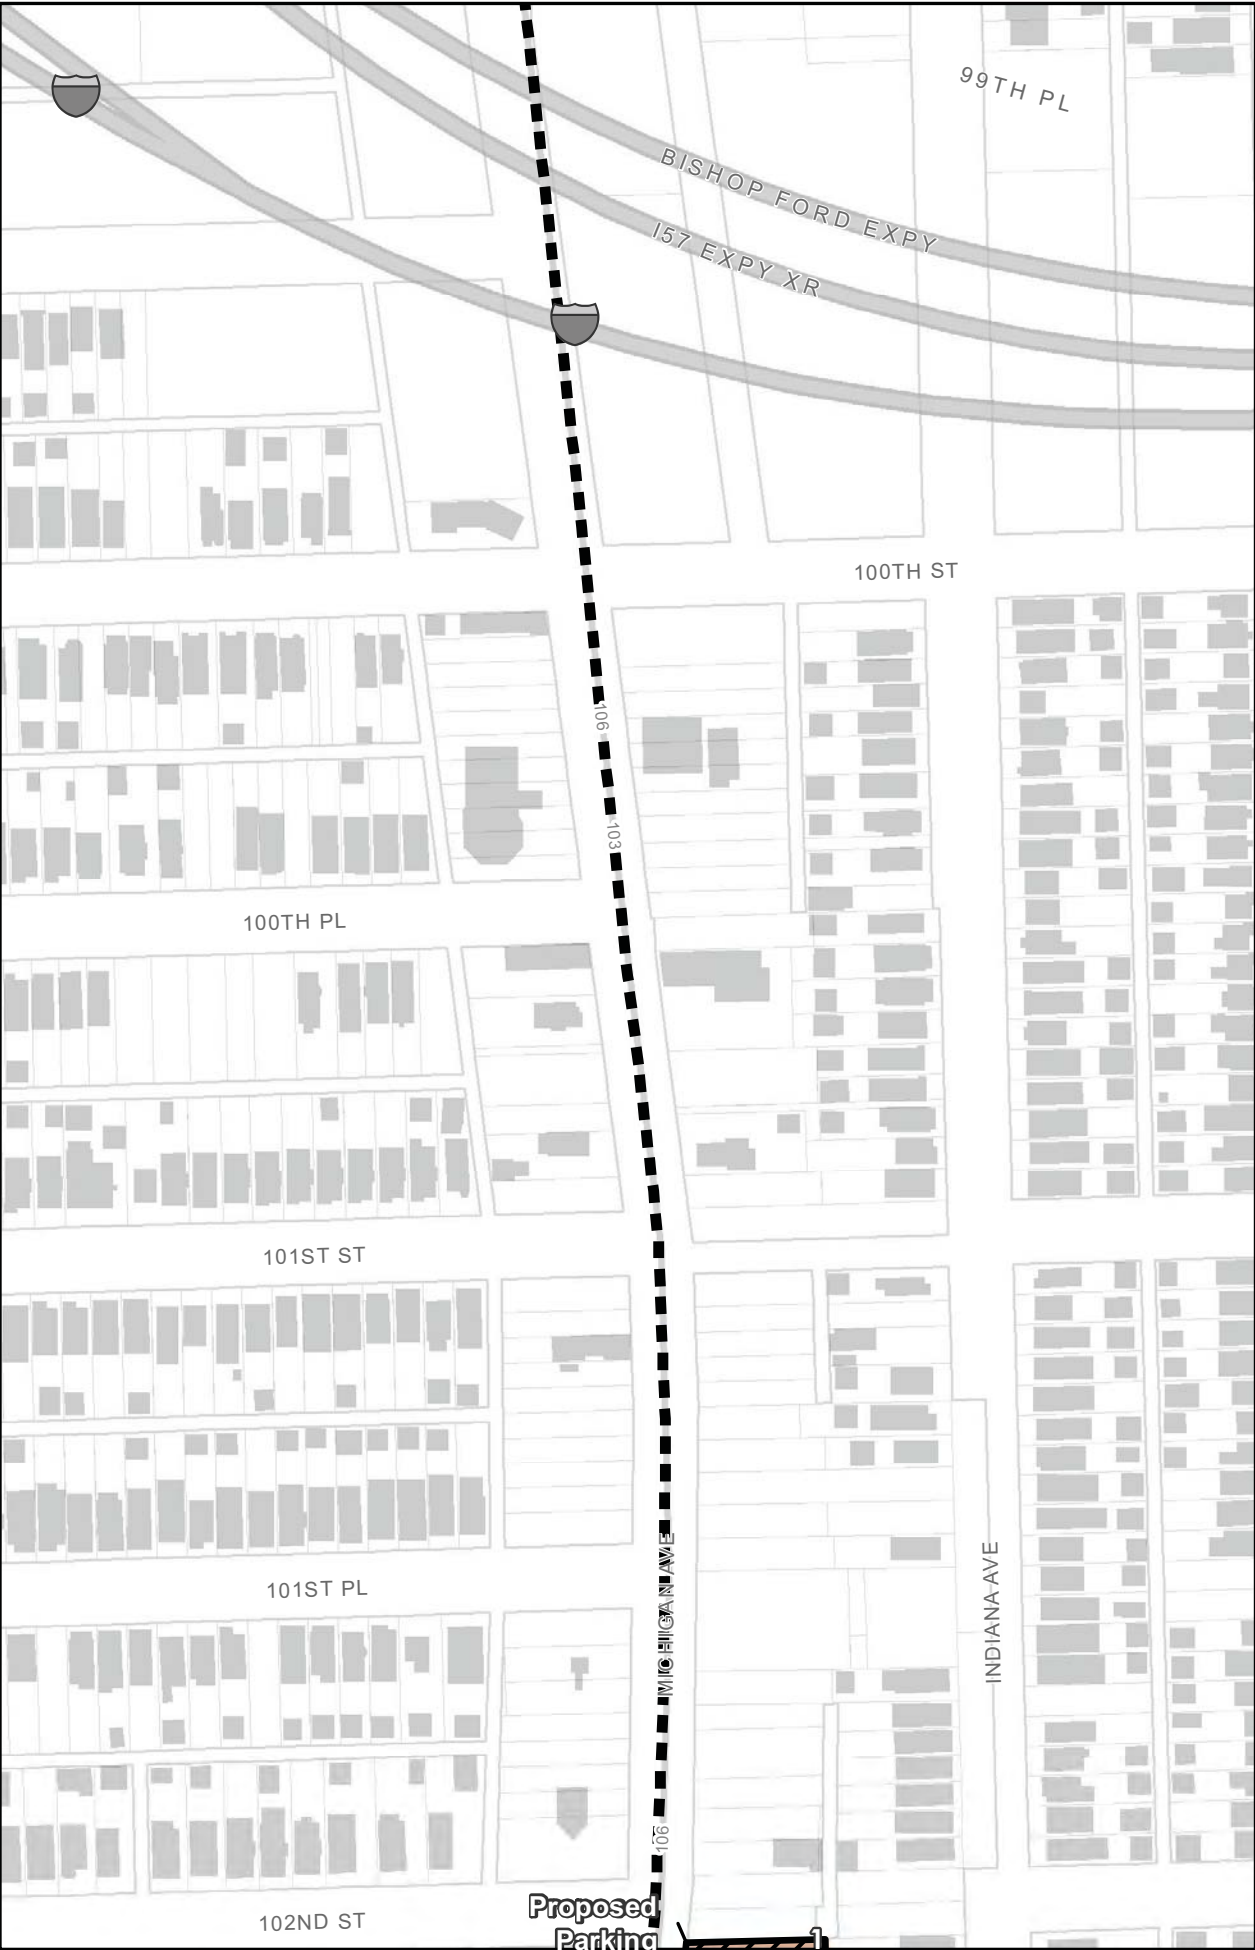 99TH PL
BISHOP FORD EXPY
I57 EXPY XR
100TH ST
106
103
100TH PL
101ST ST
MICHIGAN AVE
INDIANA AVE
101ST PL
106
Proposed
Parking
1
102ND ST